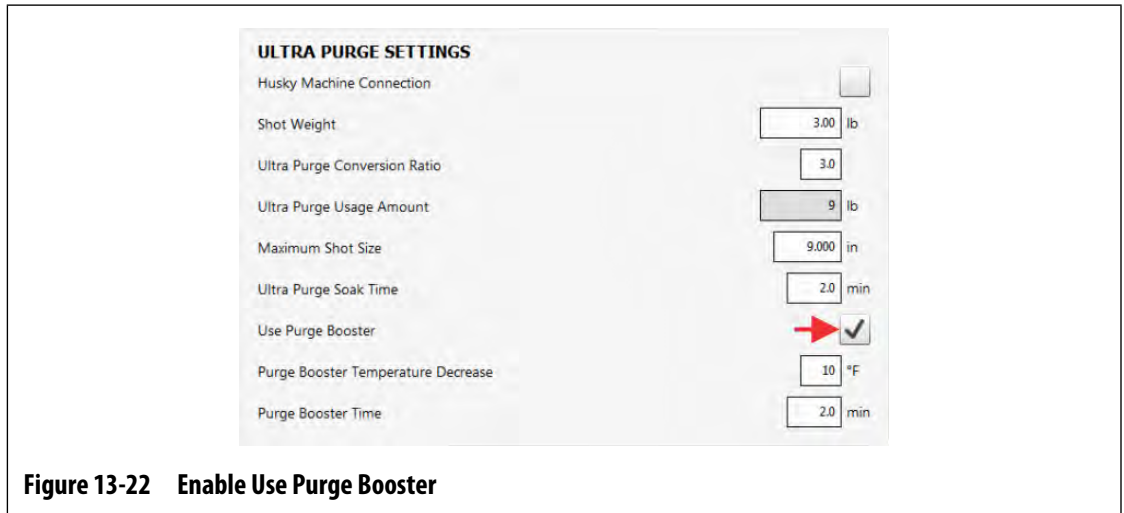 ULTRA PURGE SETTINGS
Husky Machine Connection
Shot Weight 3.00 lb
Ultra Purge Conversion Ratio 3.0
Ultra Purge Usage Amount 9 lb
Maximum Shot Size 9.000 in
Ultra Purge Soak Time 2.0 min
Use Purge Booster
Purge Booster Temperature Decrease 10 °F
Purge Booster Time 2.0 min
Figure 13-22 Enable Use Purge Booster